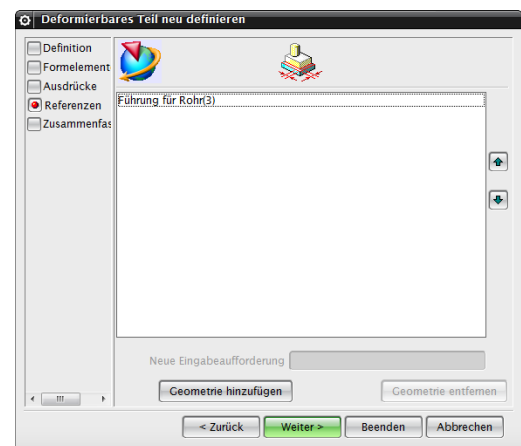 Deformierbares Teil neu definieren
Definition
Formelement
Ausdrücke
Referenzen
Zusammenfas
Führung für Rohr(3)
Neue Eingabeaufforderung
Geometrie hinzufügen
Geometrie entfernen
< Zurück
Weiter >
Beenden
Abbrechen